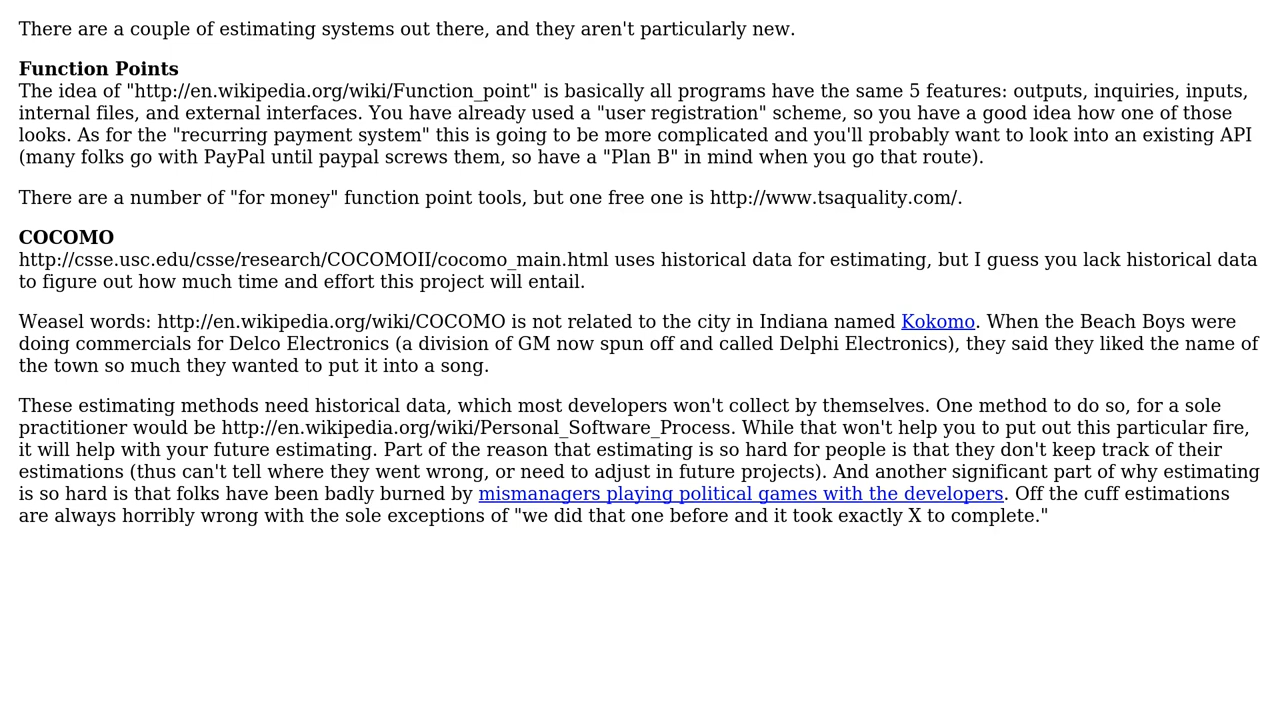 There are a couple of estimating systems out there, and they aren't particularly new.
Function Points
The idea of "http://en.wikipedia.org/wiki/Function_point" is basically all programs have the same 5 features: outputs, inquiries, inputs,
internal files, and external interfaces. You have already used a "user registration" scheme, so you have a good idea how one of those
looks. As for the "recurring payment system" this is going to be more complicated and you'll probably want to look into an existing API
(many folks go with PayPal until paypal screws them, so have a "Plan B" in mind when you go that route).
There are a number of "for money" function point tools, but one free one is http://www.tsaquality.com/.
COCOMO
http://csse.usc.edu/csse/research/COCOMOII/cocomo_main.html uses historical data for estimating, but I guess you lack historical data
to figure out how much time and effort this project will entail.
Weasel words: http://en.wikipedia.org/wiki/COCOMO is not related to the city in Indiana named Kokomo. When the Beach Boys were
doing commercials for Delco Electronics (a division of GM now spun off and called Delphi Electronics), they said they liked the name of
the town so much they wanted to put it into a song.
These estimating methods need historical data, which most developers won't collect by themselves. One method to do so, for a sole
practitioner would be http://en.wikipedia.org/wiki/Personal_Software_Process. While that won't help you to put out this particular fire,
it will help with your future estimating. Part of the reason that estimating is so hard for people is that they don't keep track of their
estimations (thus can't tell where they went wrong, or need to adjust in future projects). And another significant part of why estimating
is so hard is that folks have been badly burned by mismanagers playing political games with the developers. Off the cuff estimations
are always horribly wrong with the sole exceptions of "we did that one before and it took exactly X to complete."